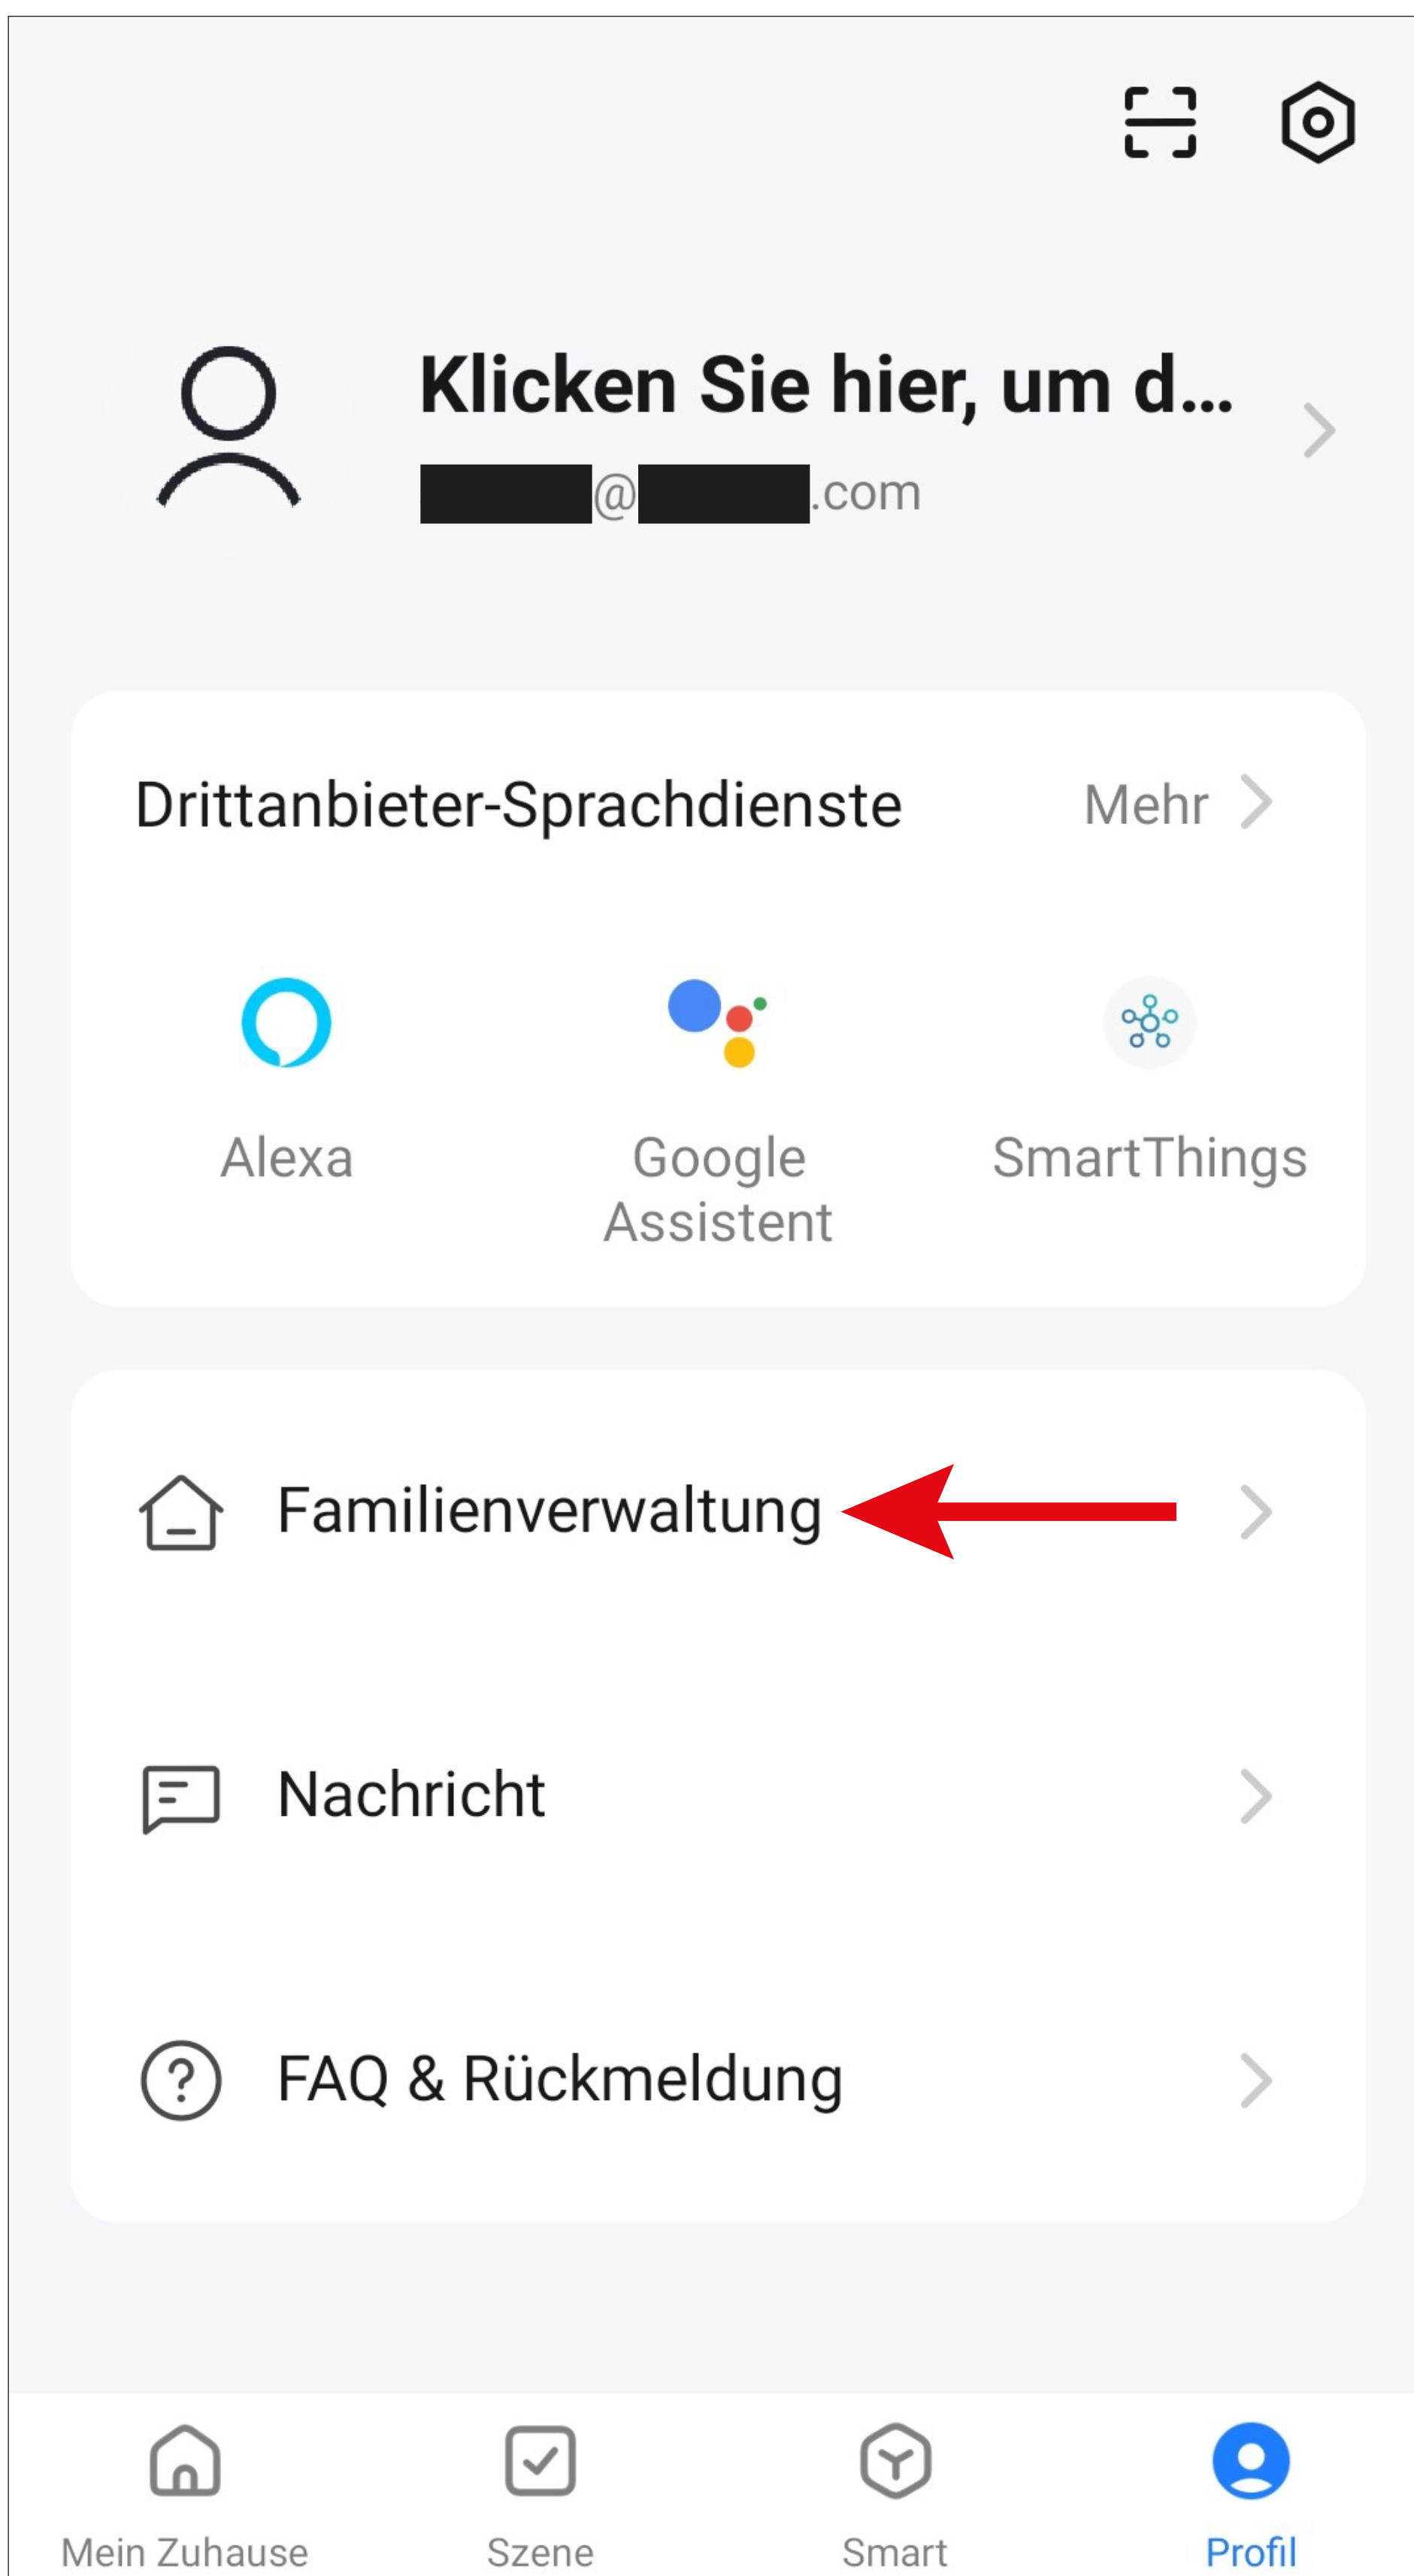 Klicken Sie hier, um d...
@ .com
Drittanbieter-Sprachdienste Mehr
Alexa
Google
Assistent
SmartThings
Familienverwaltung
Nachricht
FAQ & Rückmeldung
Mein Zuhause Szene Smart Profil